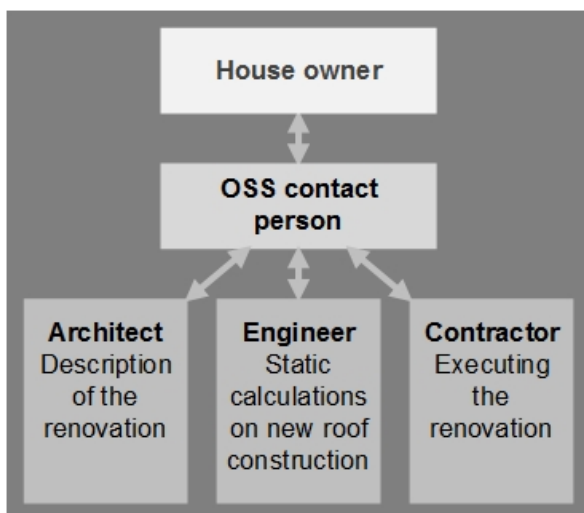 House owner
OSS contact
person
Architect
Description
of the
renovation
Engineer
Static
calculations
on new roof
construction
Contractor
Executing
the
renovation